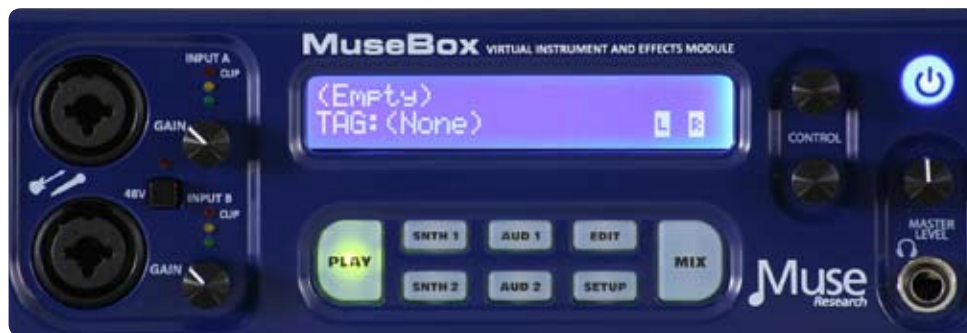 MuseBox VIRTUAL INSTRUMENT AND EFFECTS MODULE
INPUT A
CLIP
GAIN
48V
INPUT B
CLIP
GAIN
(Empty)
TAG:(None)
L R
CONTROL
MASTER
LEVEL
PLAY
SNTH 1
AUD 1
EDIT
SNTH 2
AUD 2
SETUP
MIX
Muse
Research